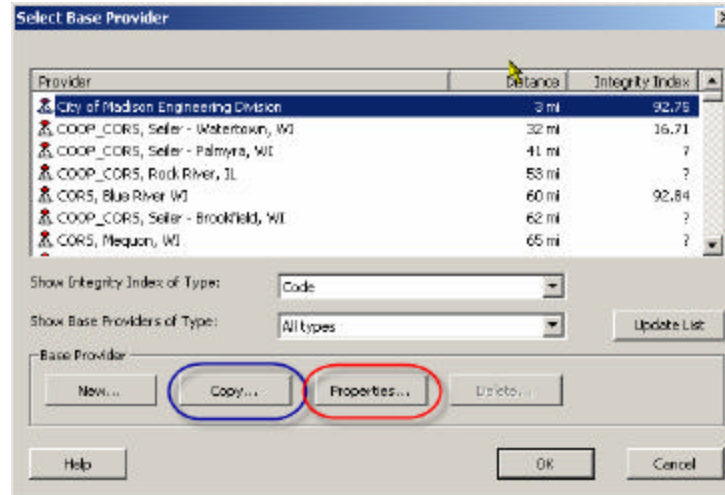 Select Base Provider
Provider Distance Integrity Index
City of Madison Engineering Division 3 mi 92.76
COOP_CORS, Seiler - Watertown, WI 32 mi 16.71
COOP_CORS, Seiler - Palmyra, WI 41 mi ?
COOP_CORS, Rock River, IL 53 mi ?
CORS, Blue River WI 60 mi 92.84
COOP_CORS, Seiler - Brookfield, WI 62 mi ?
CORS, Mequon, WI 65 mi ?
Show Integrity Index of Type: Code
Show Base Providers of Type: All types Update List
Base Provider
New... Copy... Properties... Delete...
Help OK Cancel